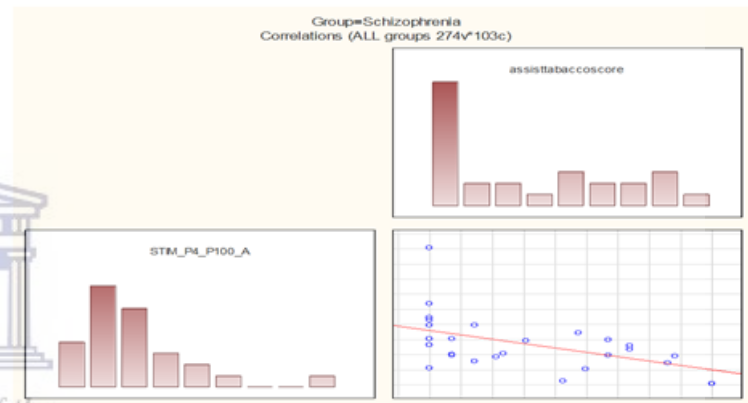 Group=Schizophrenia
Correlations (ALL groups 274v*103c)
assisttabaccoscore
STIM_P4_P100_A